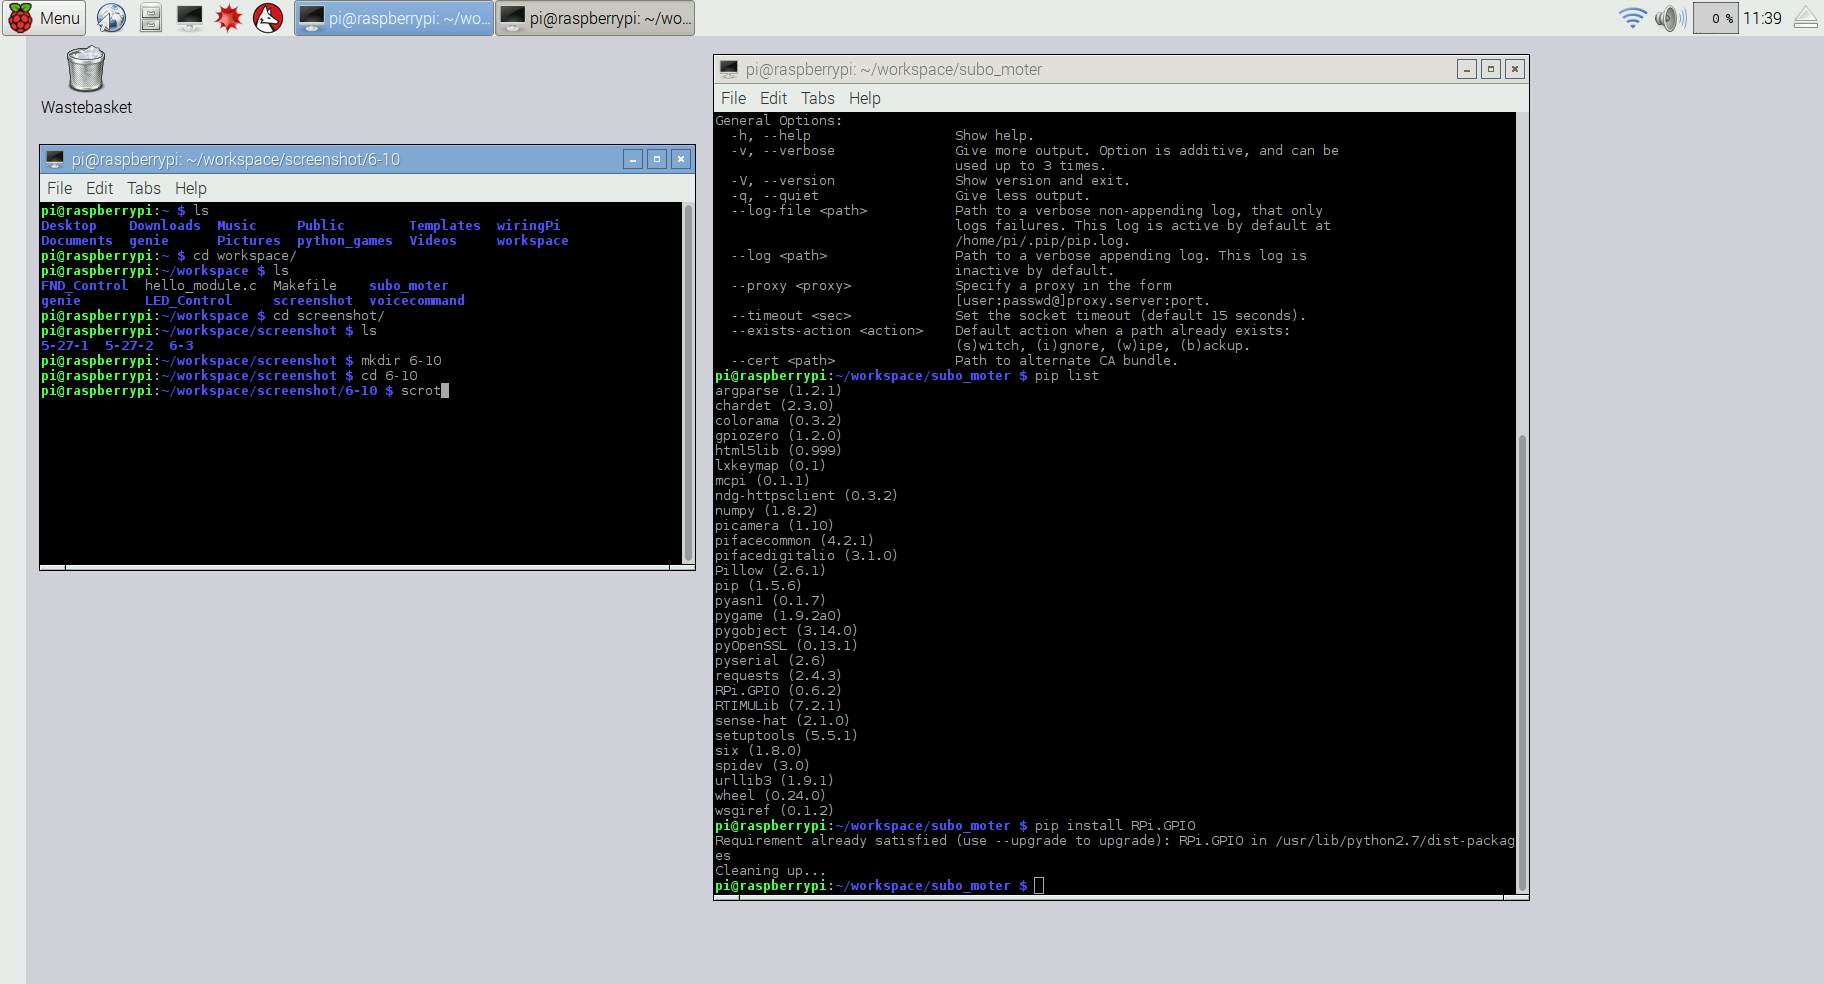 Menu
pi@raspberrypi: ~/wo...
pi@raspberrypi: ~/wo...
0 %
11:39
Wastebasket
pi@raspberrypi: ~/workspace/screenshot/6-10
File Edit Tabs Help
pi@raspberrypi:~ $ ls
Desktop Downloads Music Public Templates wiringPi
Documents genie Pictures python_games Videos workspace
pi@raspberrypi:~ $ cd workspace/
pi@raspberrypi:~/workspace $ ls
FND_Control hello_module.c Makefile subo_moter
genie LED_Control screenshot voicecommand
pi@raspberrypi:~/workspace $ cd screenshot/
pi@raspberrypi:~/workspace/screenshot $ ls
5-27-1 5-27-2 6-3
pi@raspberrypi:~/workspace/screenshot $ mkdir 6-10
pi@raspberrypi:~/workspace/screenshot $ cd 6-10
pi@raspberrypi:~/workspace/screenshot/6-10 $ scrot
pi@raspberrypi: ~/workspace/subo_moter
File Edit Tabs Help
General Options:
-h, --help Show help.
-v, --verbose Give more output. Option is additive, and can be
used up to 3 times.
-V, --version Show version and exit.
-q, --quiet Give less output.
--log-file <path> Path to a verbose non-appending log, that only
logs failures. This log is active by default at
/home/pi/.pip/pip.log.
--log <path> Path to a verbose appending log. This log is
inactive by default.
--proxy <proxy> Specify a proxy in the form
[user:passwd@]proxy.server:port.
--timeout <sec> Set the socket timeout (default 15 seconds).
--exists-action <action> Default action when a path already exists:
(s)witch, (i)gnore, (w)ipe, (b)ackup.
--cert <path> Path to alternate CA bundle.
pi@raspberrypi:~/workspace/subo_moter $ pip list
argparse (1.2.1)
chardet (2.3.0)
colorama (0.3.2)
gpiozero (1.2.0)
html5lib (0.999)
lxkeymap (0.1)
mcpi (0.1.1)
ndg-httpsclient (0.3.2)
numpy (1.8.2)
picamera (1.10)
pifacecommon (4.2.1)
pifacedigitalio (3.1.0)
Pillow (2.6.1)
pip (1.5.6)
pyasn1 (0.1.7)
pygame (1.9.2a0)
pygobject (3.14.0)
pyOpenSSL (0.13.1)
pyserial (2.6)
requests (2.4.3)
RPi.GPIO (0.6.2)
RTIMULib (7.2.1)
sense-hat (2.1.0)
setuptools (5.5.1)
six (1.8.0)
spidev (3.0)
urllib3 (1.9.1)
wheel (0.24.0)
wsgiref (0.1.2)
pi@raspberrypi:~/workspace/subo_moter $ pip install RPi.GPIO
Requirement already satisfied (use --upgrade to upgrade): RPi.GPIO in /usr/lib/python2.7/dist-packag
es
Cleaning up...
pi@raspberrypi:~/workspace/subo_moter $